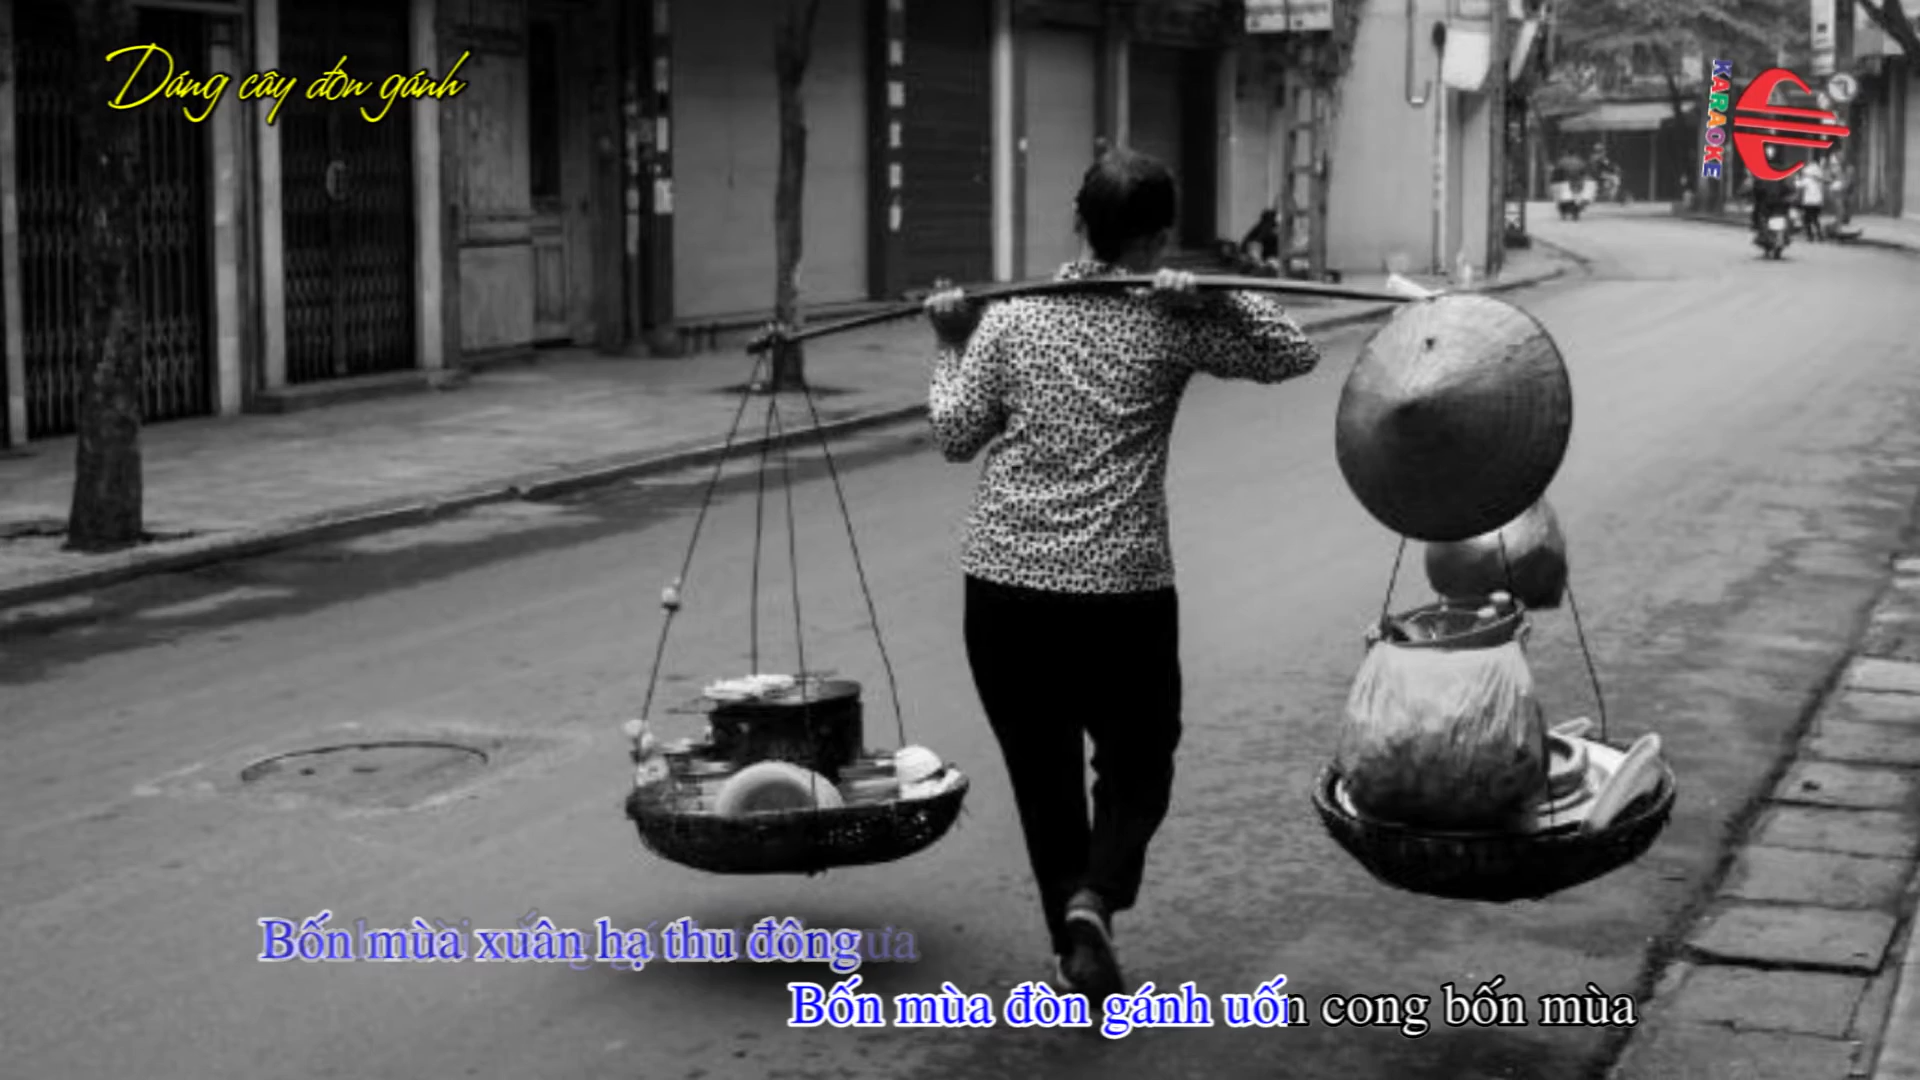 Dáng cây đòn gánh
KARAOKE
Bốn mùa xuân hạ thu đông
Bốn mùa đòn gánh uốn cong bốn mùa